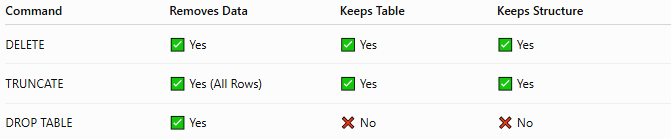 Command Removes Data Keeps Table Keeps Structure
DELETE ✅ Yes ✅ Yes ✅ Yes
TRUNCATE ✅ Yes (All Rows) ✅ Yes ✅ Yes
DROP TABLE ✅ Yes ❌ No ❌ No